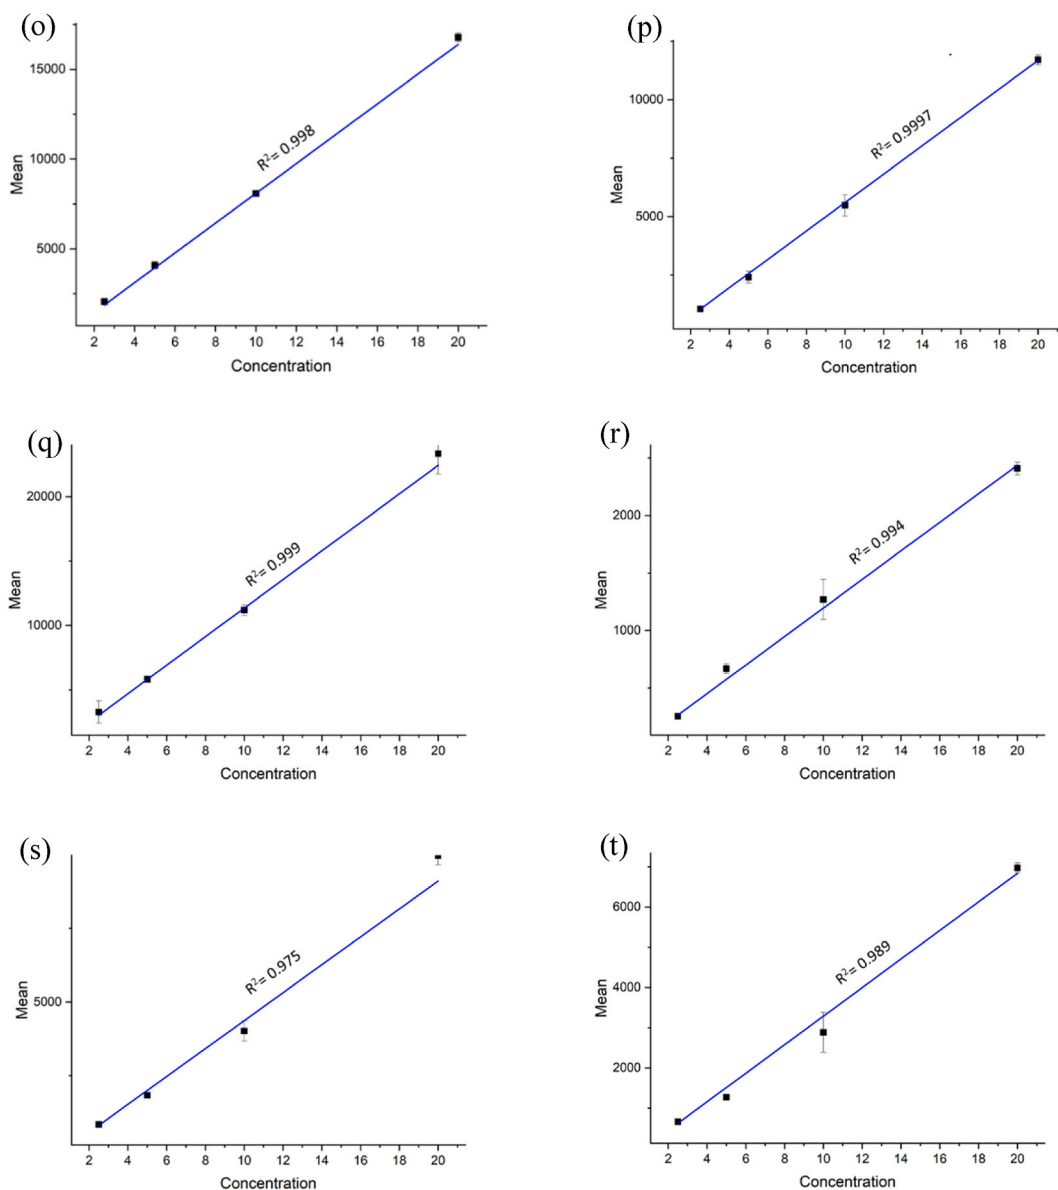 (o)
15000
10000
5000
Mean
R²= 0.998
2 4 6 8 10 12 14 16 18 20
Concentration
(p)
10000
5000
Mean
R²= 0.9997
2 4 6 8 10 12 14 16 18 20
Concentration
(q)
20000
10000
Mean
R²= 0.999
2 4 6 8 10 12 14 16 18 20
Concentration
(r)
2000
1000
Mean
R²= 0.994
2 4 6 8 10 12 14 16 18 20
Concentration
(s)
5000
Mean
R²= 0.975
2 4 6 8 10 12 14 16 18 20
Concentration
(t)
6000
4000
2000
Mean
R²= 0.989
2 4 6 8 10 12 14 16 18 20
Concentration